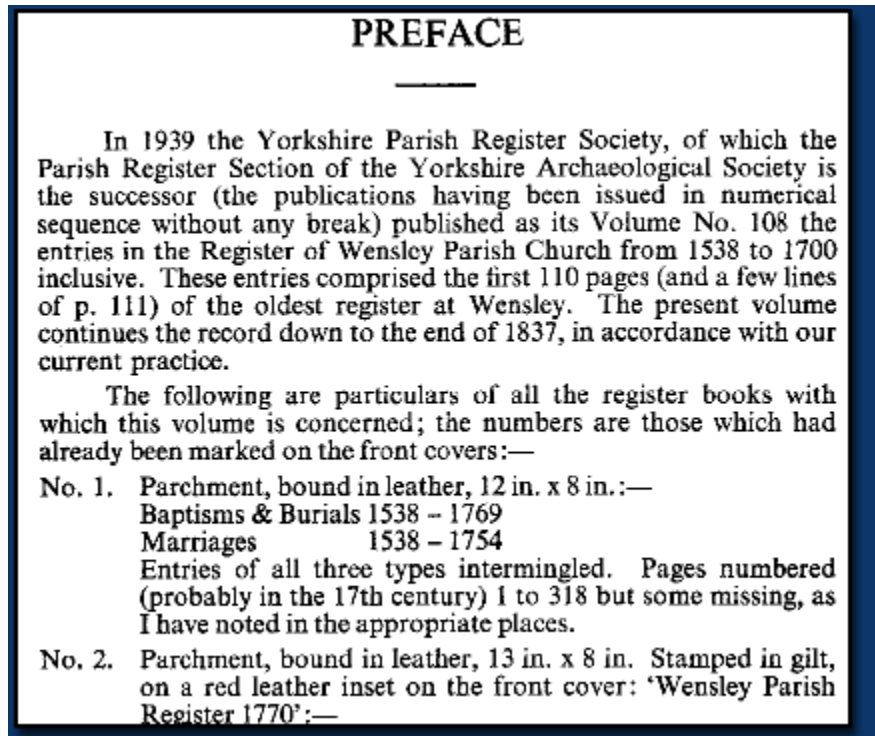 PREFACE
In 1939 the Yorkshire Parish Register Society, of which the
Parish Register Section of the Yorkshire Archaeological Society is
the successor (the publications having been issued in numerical
sequence without any break) published as its Volume No. 108 the
entries in the Register of Wensley Parish Church from 1538 to 1700
inclusive. These entries comprised the first 110 pages (and a few lines
of p. 111) of the oldest register at Wensley. The present volume
continues the record down to the end of 1837, in accordance with our
current practice.
The following are particulars of all the register books with
which this volume is concerned; the numbers are those which had
already been marked on the front covers:—
No. 1. Parchment, bound in leather, 12 in. x 8 in.:—
Baptisms & Burials 1538 – 1769
Marriages 1538 – 1754
Entries of all three types intermingled. Pages numbered
(probably in the 17th century) 1 to 318 but some missing, as
I have noted in the appropriate places.
No. 2. Parchment, bound in leather, 13 in. x 8 in. Stamped in gilt,
on a red leather inset on the front cover: ‘Wensley Parish
Register 1770’:—